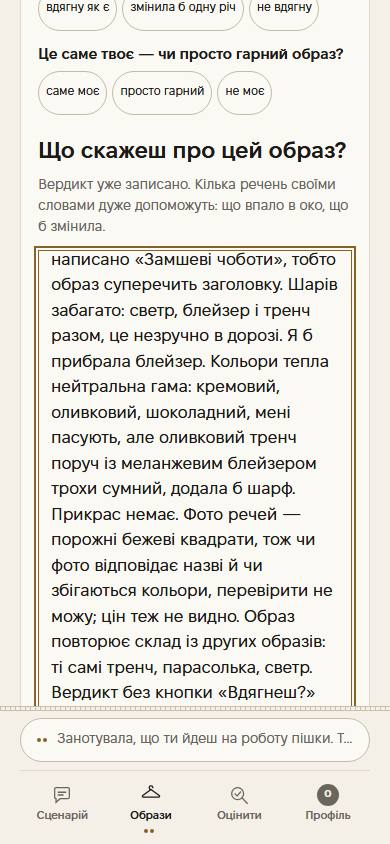 вдягну як є
змінила б одну річ
не вдягну
Це саме твоє — чи просто гарний образ?
саме моє
просто гарний
не моє
Що скажеш про цей образ?
Вердикт уже записано. Кілька речень своїми
словами дуже допоможуть: що впало в око, що
б змінила.
написано «Замшеві чоботи», тобто
образ суперечить заголовку. Шарів
забагато: светр, блейзер і тренч
разом, це незручно в дорозі. Я б
прибрала блейзер. Кольори тепла
нейтральна гама: кремовий,
оливковий, шоколадний, мені
пасують, але оливковий тренч
поруч із меланжевим блейзером
трохи сумний, додала б шарф.
Прикрас немає. Фото речей —
порожні бежеві квадрати, тож чи
фото відповідає назві й чи
збігаються кольори, перевірити не
можу; цін теж не видно. Образ
повторює склад із других образів:
ті самі тренч, парасолька, светр.
Вердикт без кнопки «Вдягнеш?»
Занотувала, що ти йдеш на роботу пішки. Т...
Сценарій
Образи
Оцінити
0
Профіль